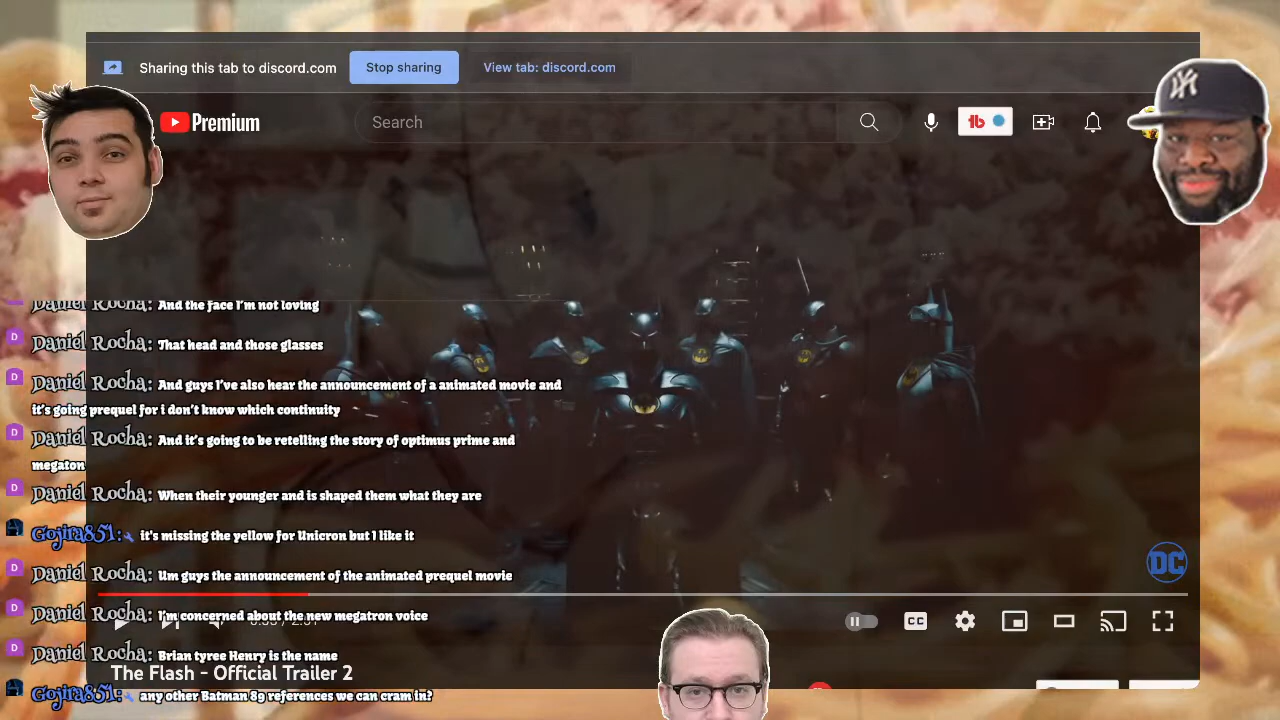 Sharing this tab to discord.com
Stop sharing
View tab: discord.com
Premium
Search
Daniel Rocha: And the face I'm not loving
D
Daniel Rocha: That head and those glasses
D
Daniel Rocha: And guys I've also hear the announcement of a animated movie and
it's going prequel for i don't know which continuity
D
Daniel Rocha: And it's going to be retelling the story of optimus prime and
megaton
D
Daniel Rocha: When their younger and is shaped them what they are
Gojira851: it's missing the yellow for Unicron but I like it
D
Daniel Rocha: Um guys the announcement of the animated prequel movie
D
Daniel Rocha: I'm concerned about the new megatron voice
D
Daniel Rocha: Brian tyree Henry is the name
The Flash - Official Trailer 2
Gojira851: any other Batman 89 references we can cram in?
DC
CC
tb
NY